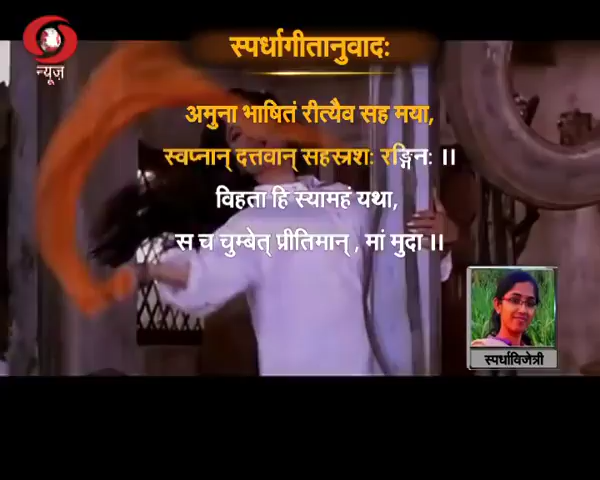 स्पर्धागीतानुवादः
न्यूज़
अमुना भाषितं रीत्यैव सह मया,
स्वप्नान् दत्तवान् सहस्त्रशः रङ्गिनः ।।
विहता हि स्यामहं यथा,
स च चुम्बेत् प्रीतिमान् , मां मुदा ।।
स्पर्धाविजेत्री